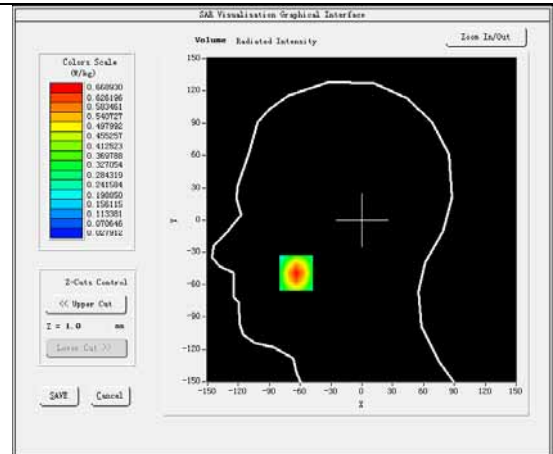 SAR Visualisation Graphical Interface
Volume Radiated Intensity
Zoom In/Out
Colors Scale
(W/kg)
0.668930
0.626196
0.583461
0.540727
0.497992
0.455257
0.412523
0.369788
0.327054
0.284319
0.241584
0.198850
0.156115
0.113381
0.070646
0.027912
Z-Cuts Control
<< Upper Cut
Z = 1.0 mm
Lower Cut >>
SAVE
Cancel
150
120
90
60
30
0
-30
-60
-90
-120
-150
Y
-150 -120 -90 -60 -30 0 30 60 90 120 150
X